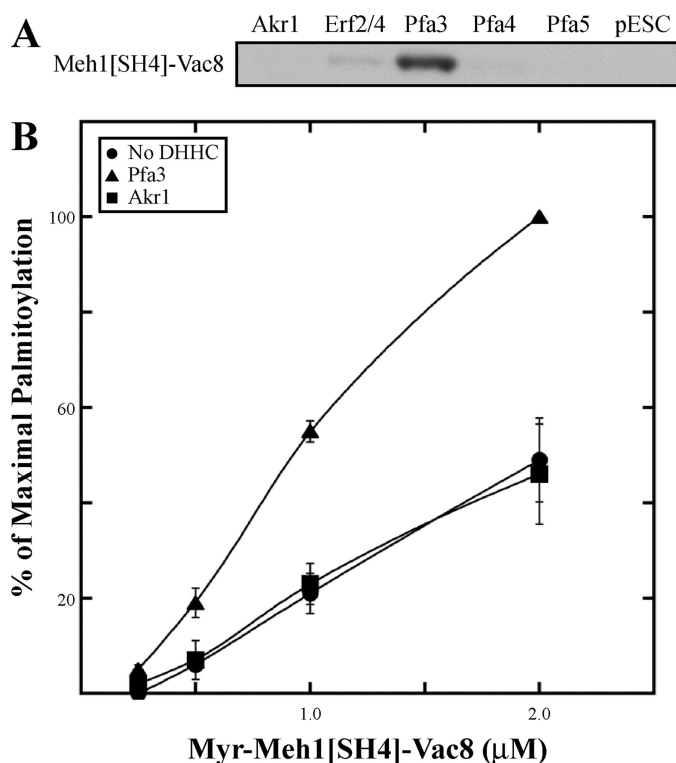 A
Akr1 Erf2/4 Pfa3 Pfa4 Pfa5 pESC
Meh1[SH4]-Vac8
B
No DHHC
Pfa3
Akr1
100
60
20
% of Maximal Palmitoylation
1.0 2.0
Myr-Meh1[SH4]-Vac8 (μM)